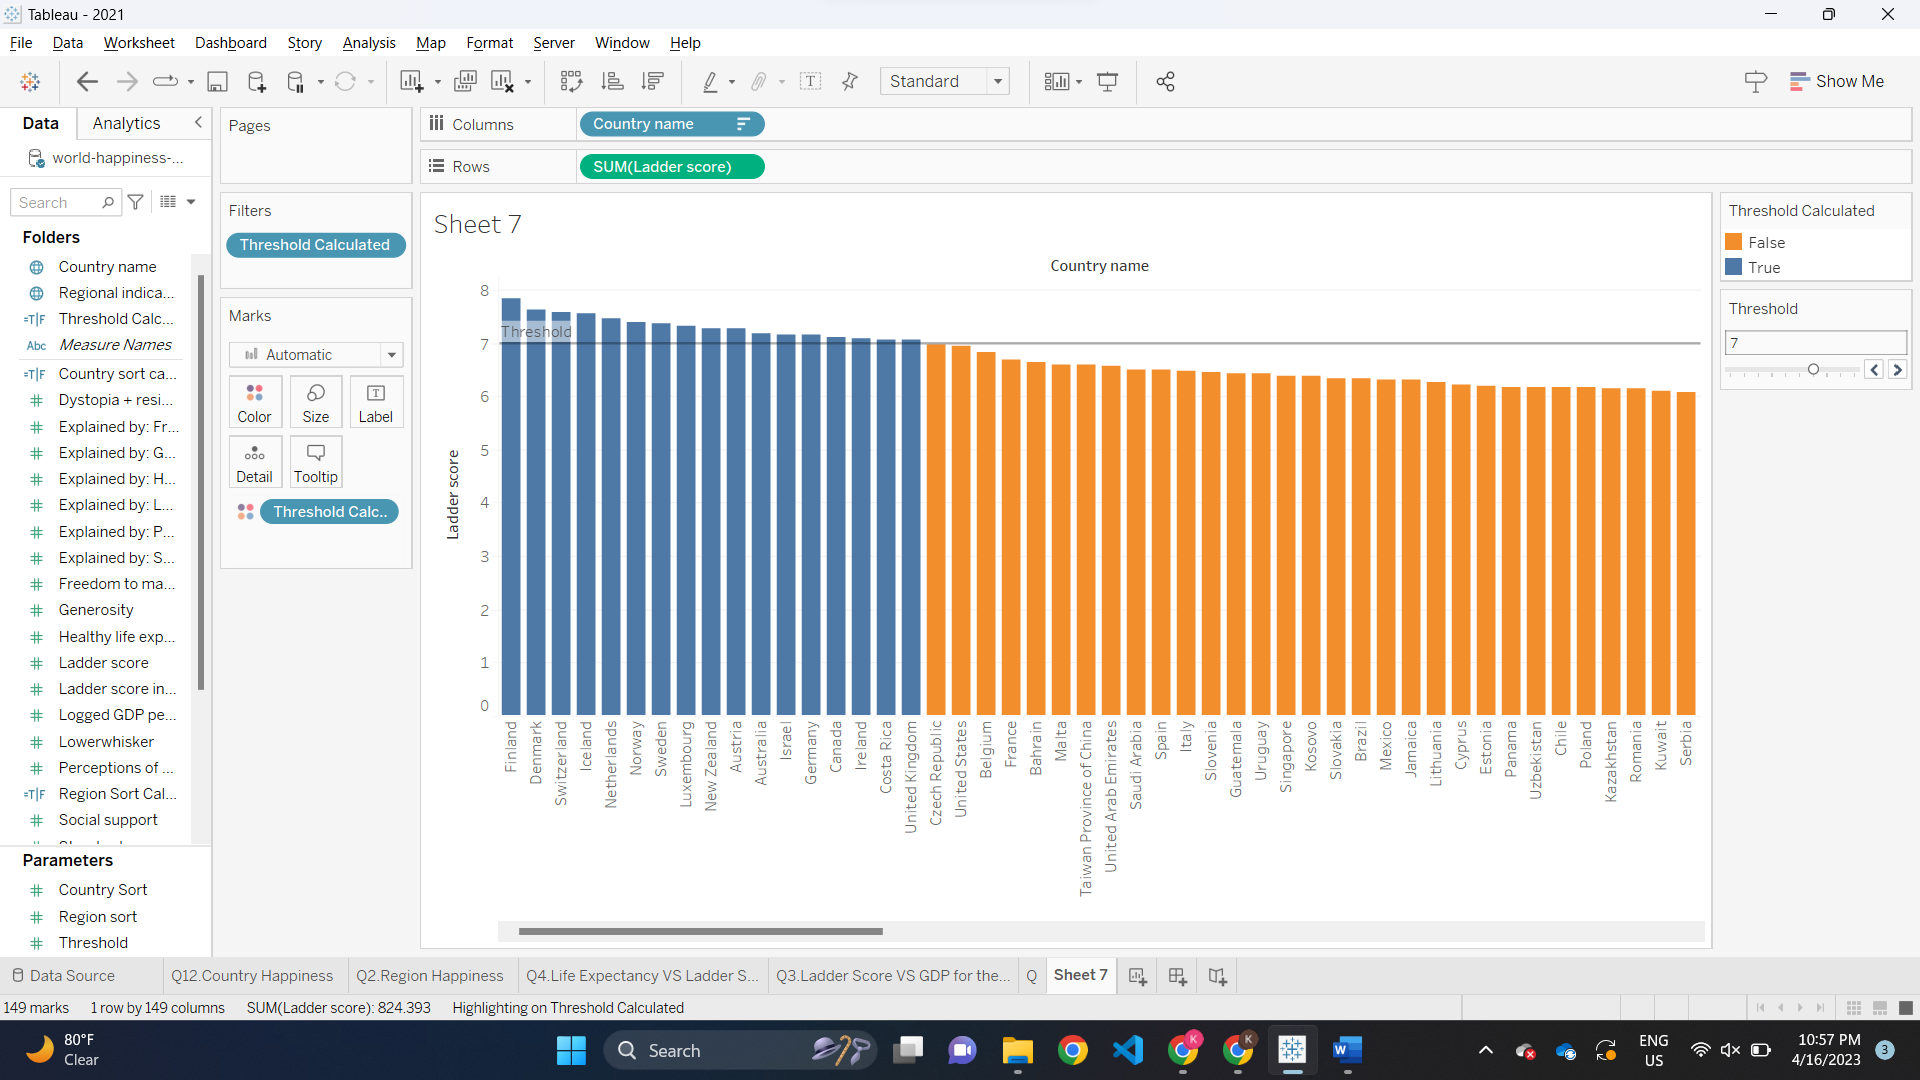 Tableau - 2021
File Data Worksheet Dashboard Story Analysis Map Format Server Window Help
Standard
Show Me
Data Analytics
world-happiness-...
Search
Folders
Country name
Regional indica...
=T|F Threshold Calc...
Abc Measure Names
=T|F Country sort ca...
# Dystopia + resi...
# Explained by: Fr...
# Explained by: G...
# Explained by: H...
# Explained by: L...
# Explained by: P...
# Explained by: S...
# Freedom to ma...
# Generosity
# Healthy life exp...
# Ladder score
# Ladder score in...
# Logged GDP pe...
# Lowerwhisker
# Perceptions of ...
=T|F Region Sort Cal...
# Social support
Parameters
# Country Sort
# Region sort
# Threshold
Pages
Filters
Threshold Calculated
Marks
Automatic
Color Size Label
Detail Tooltip
Threshold Calc..
Columns Country name
Rows SUM(Ladder score)
Sheet 7
Country name
Ladder score
8
7
6
5
4
3
2
1
0
Threshold
Finland
Denmark
Switzerland
Iceland
Netherlands
Norway
Sweden
Luxembourg
New Zealand
Austria
Australia
Israel
Germany
Canada
Ireland
Costa Rica
United Kingdom
Czech Republic
United States
Belgium
France
Bahrain
Malta
Taiwan Province of China
United Arab Emirates
Saudi Arabia
Spain
Italy
Slovenia
Guatemala
Uruguay
Singapore
Kosovo
Slovakia
Brazil
Mexico
Jamaica
Lithuania
Cyprus
Estonia
Panama
Uzbekistan
Chile
Poland
Kazakhstan
Romania
Kuwait
Serbia
Threshold Calculated
False
True
Threshold
7
Data Source Q12.Country Happiness Q2.Region Happiness Q4.Life Expectancy VS Ladder S... Q3.Ladder Score VS GDP for the... Q Sheet 7
149 marks 1 row by 149 columns SUM(Ladder score): 824.393 Highlighting on Threshold Calculated
80°F
Clear
Search
K
K
W
ENG
US
10:57 PM
4/16/2023
3